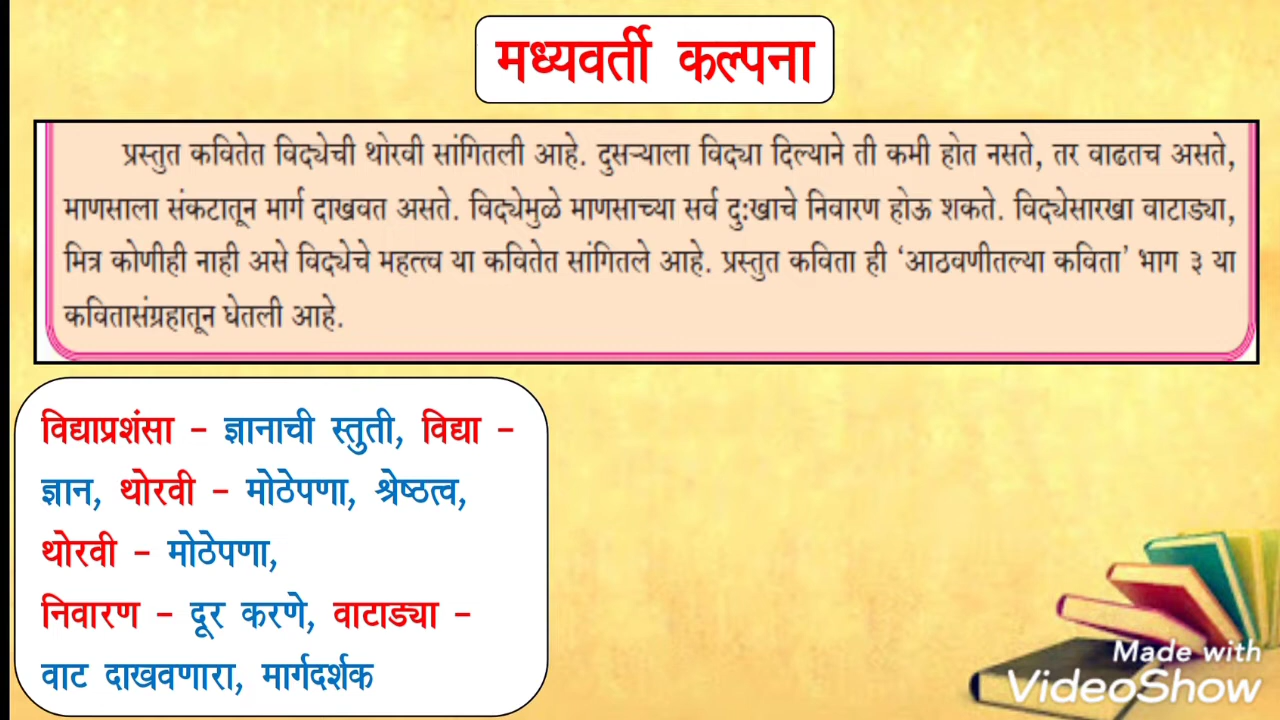 मध्यवर्ती कल्पना
प्रस्तुत कवितेत विद्येची थोरवी सांगितली आहे. दुसऱ्याला विद्या दिल्याने ती कमी होत नसते, तर वाढतच असते,
माणसाला संकटातून मार्ग दाखवत असते. विद्येमुळे माणसाच्या सर्व दुःखाचे निवारण होऊ शकते. विद्येसारखा वाटाड्या,
मित्र कोणीही नाही असे विद्येचे महत्त्व या कवितेत सांगितले आहे. प्रस्तुत कविता ही ‘आठवणीतल्या कविता’ भाग ३ या
कवितासंग्रहातून घेतली आहे.
विद्याप्रशंसा – ज्ञानाची स्तुती, विद्या –
ज्ञान, थोरवी – मोठेपणा, श्रेष्ठत्व,
थोरवी – मोठेपणा,
निवारण – दूर करणे, वाटाड्या –
वाट दाखवणारा, मार्गदर्शक
Made with
VideoShow